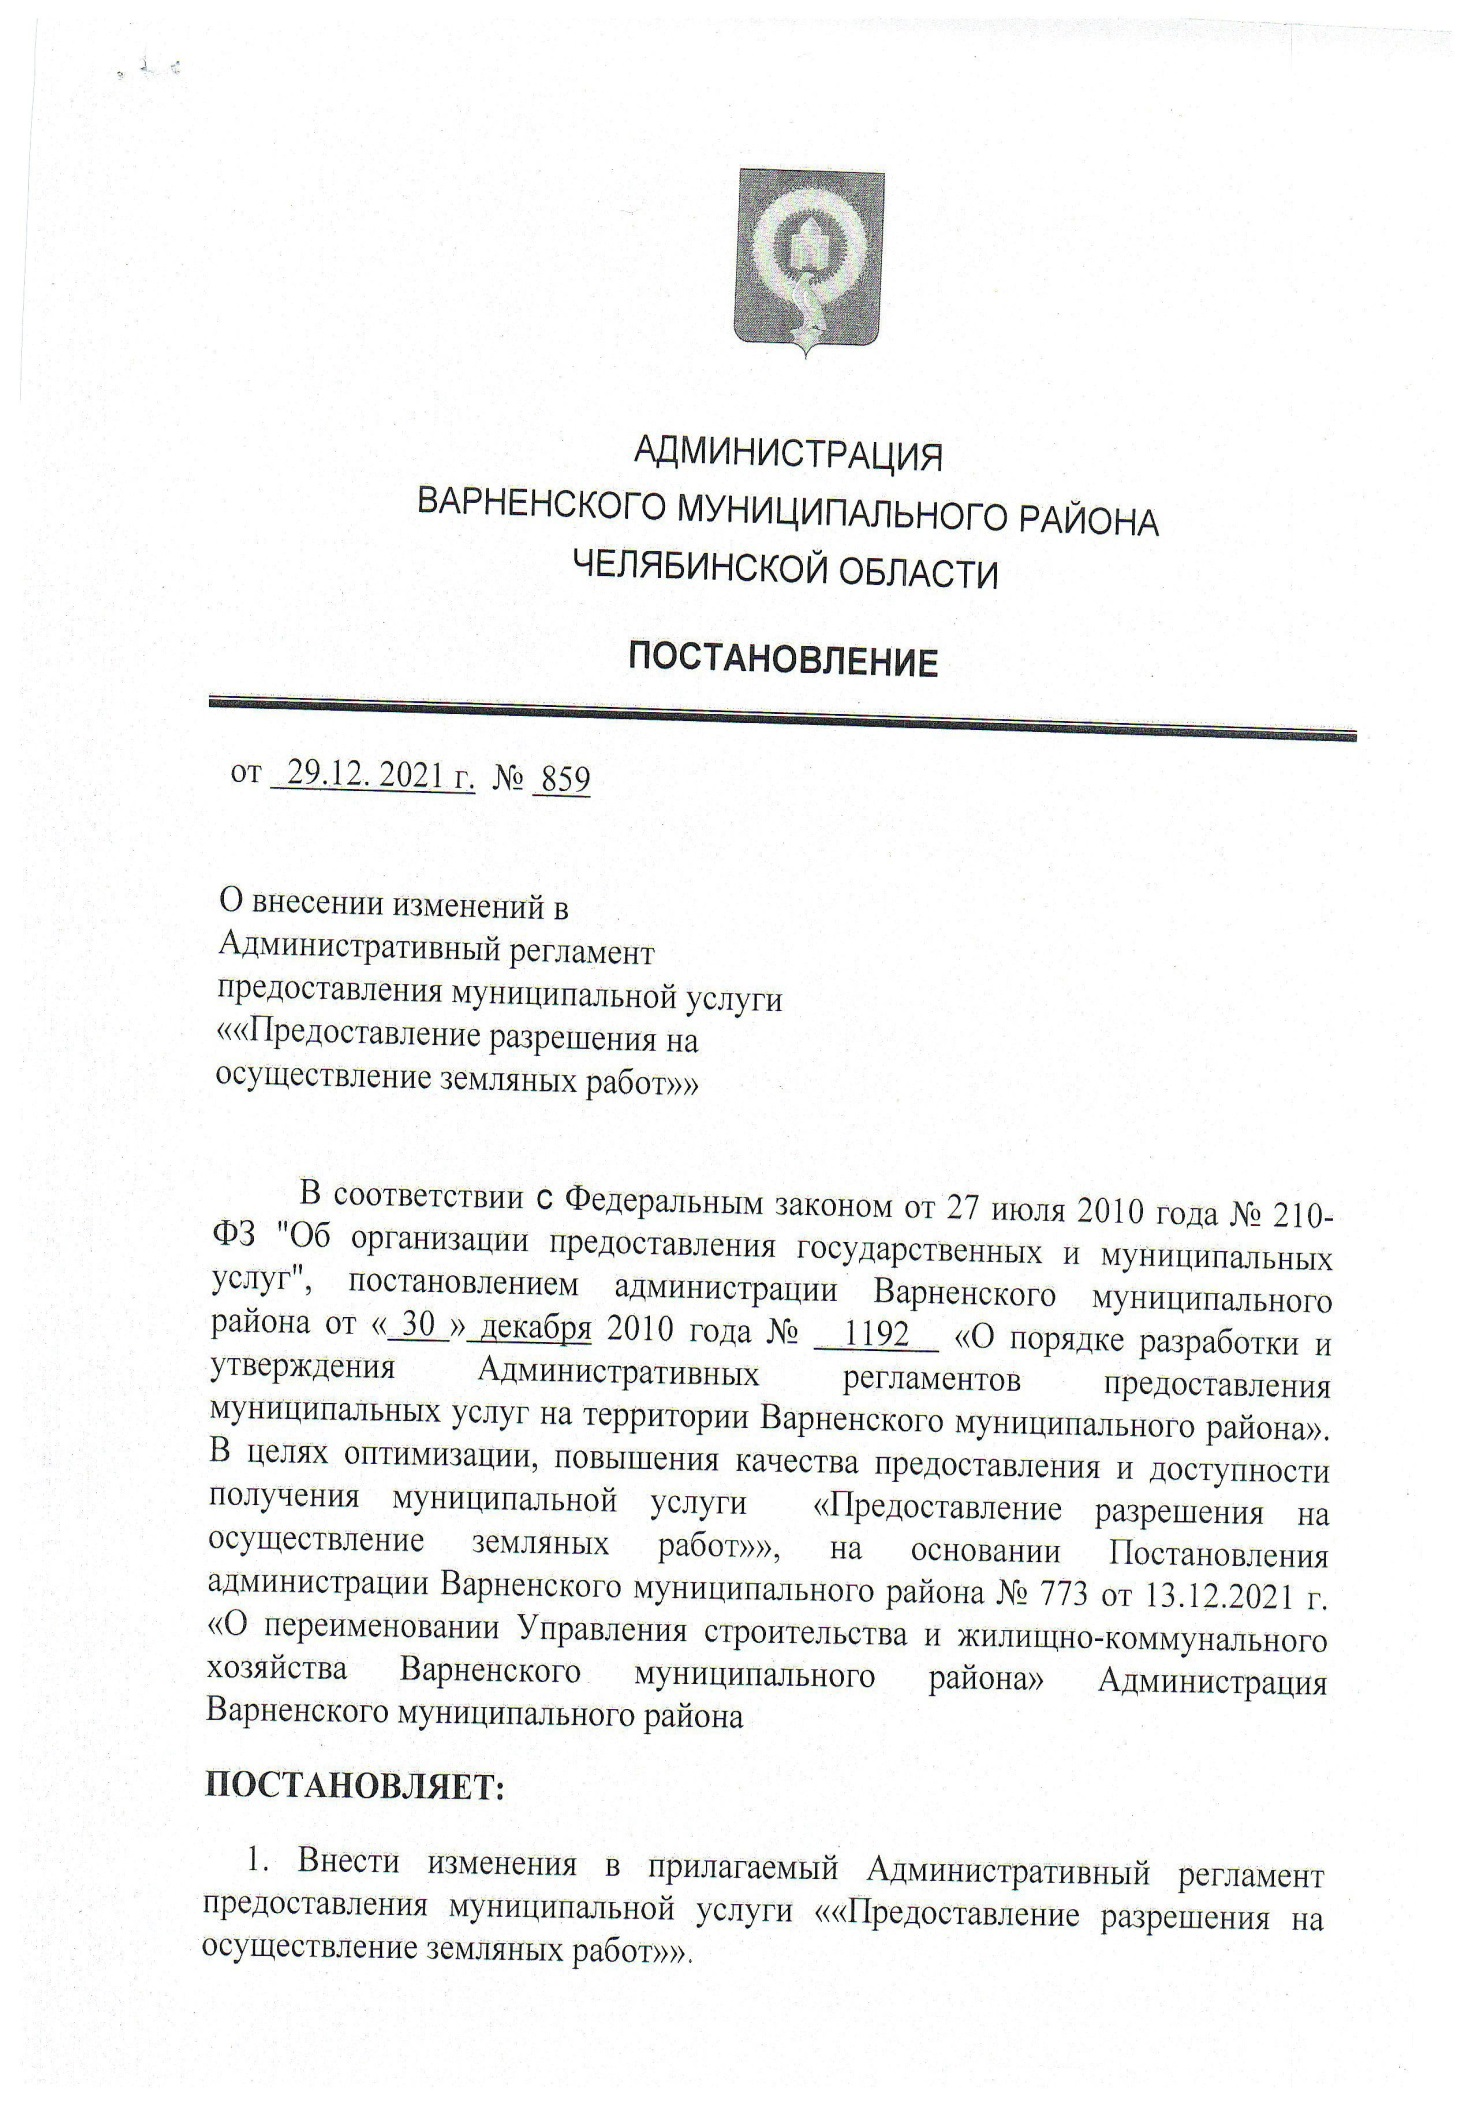 АДМИНИСТРАЦИЯ
ВАРНЕНСКОГО МУНИЦИПАЛЬНОГО РАЙОНА
ЧЕЛЯБИНСКОЙ ОБЛАСТИ
ПОСТАНОВЛЕНИЕ
от 29.12. 2021 г. № 859
О внесении изменений в
Административный регламент
предоставления муниципальной услуги
««Предоставление разрешения на
осуществление земляных работ»»
В соответствии с Федеральным законом от 27 июля 2010 года № 210-
ФЗ "Об организации предоставления государственных и муниципальных
услуг", постановлением администрации Варненского муниципального
района от « 30 » декабря 2010 года № 1192 «О порядке разработки и
утверждения Административных регламентов предоставления
муниципальных услуг на территории Варненского муниципального района».
В целях оптимизации, повышения качества предоставления и доступности
получения муниципальной услуги «Предоставление разрешения на
осуществление земляных работ»», на основании Постановления
администрации Варненского муниципального района № 773 от 13.12.2021 г.
«О переименовании Управления строительства и жилищно-коммунального
хозяйства Варненского муниципального района» Администрация
Варненского муниципального района
ПОСТАНОВЛЯЕТ:
1. Внести изменения в прилагаемый Административный регламент
предоставления муниципальной услуги ««Предоставление разрешения на
осуществление земляных работ»».